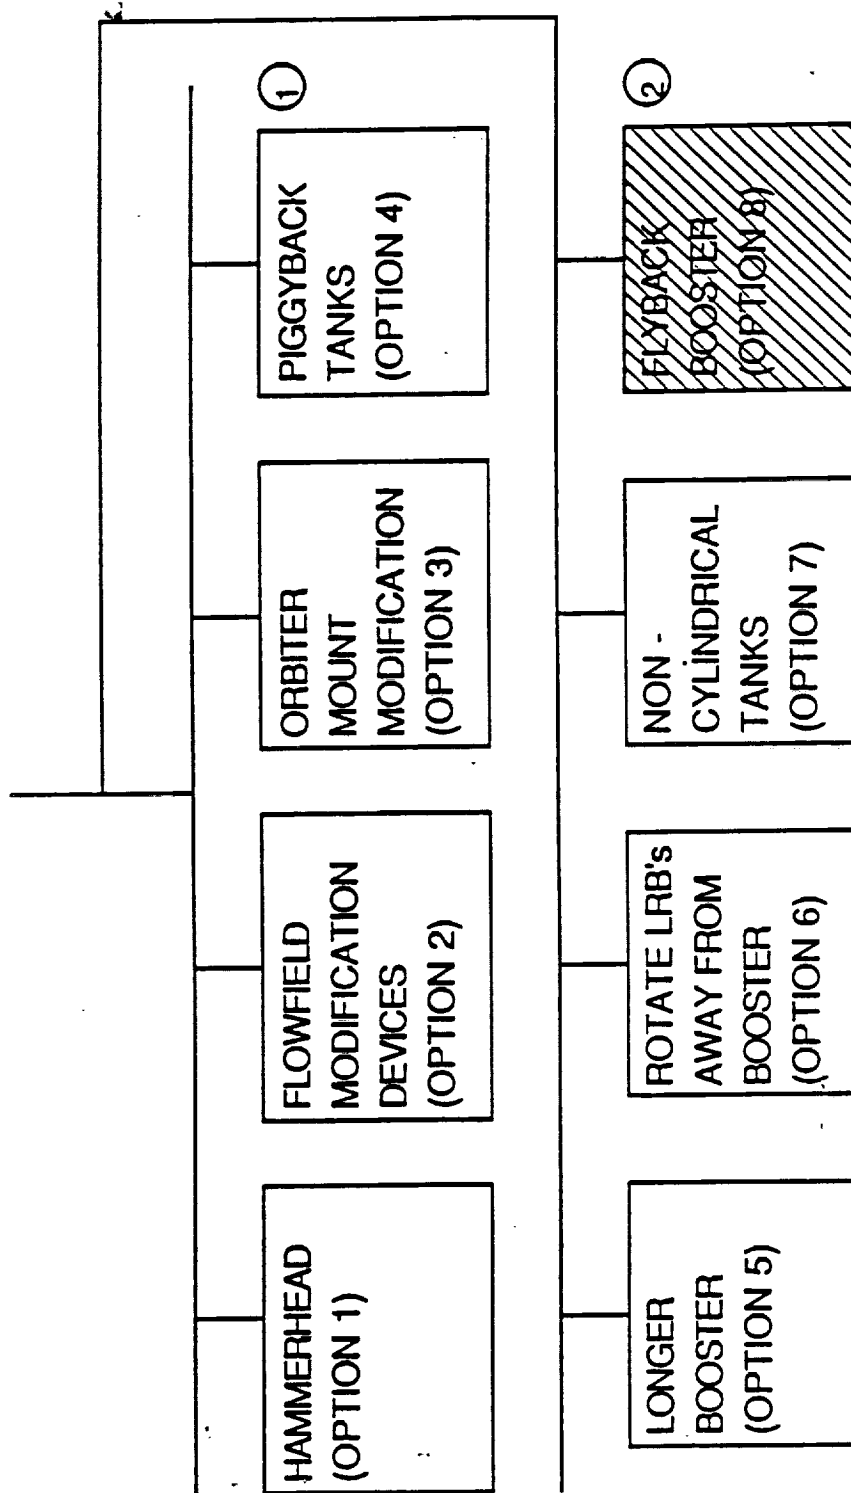 HAMMERHEAD
(OPTION 1)
FLOWFIELD
MODIFICATION
DEVICES
(OPTION 2)
ORBITER
MOUNT
MODIFICATION
(OPTION 3)
PIGGYBACK
TANKS
(OPTION 4)
1
LONGER
BOOSTER
(OPTION 5)
ROTATE LRB's
AWAY FROM
BOOSTER
(OPTION 6)
NON -
CYLINDRICAL
TANKS
(OPTION 7)
FLYBACK
BOOSTER
(OPTION 8)
2